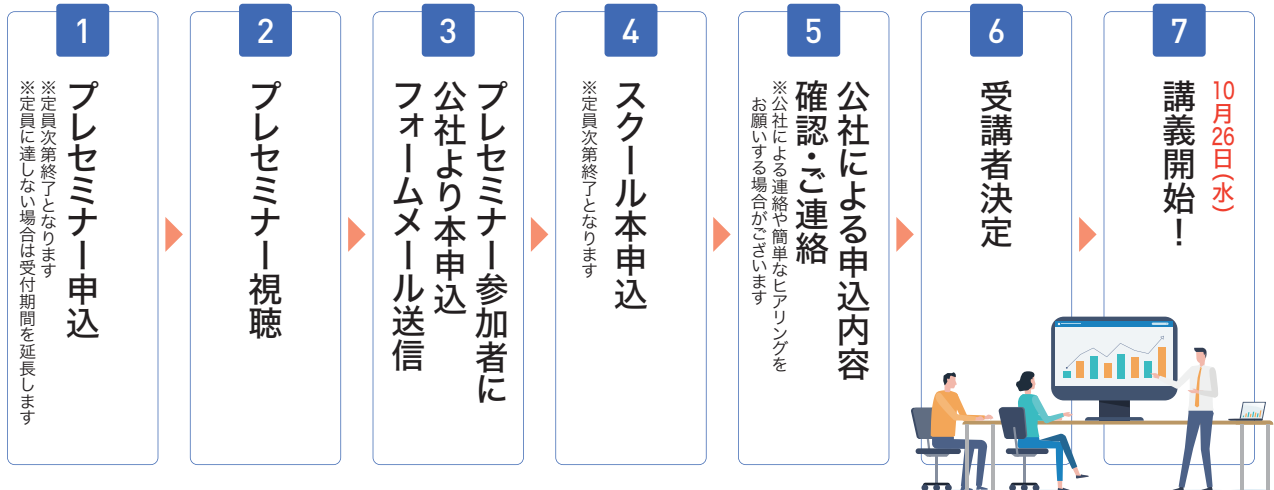 1
プレセミナー申込
※定員次第終了となります
※定員に達しない場合は受付期間を延長します
2
プレセミナー視聴
3
プレセミナー参加者に
公社より本申込
フォームメール送信
4
スクール本申込
※定員次第終了となります
5
公社による申込内容
確認・ご連絡
※公社による連絡や簡単なヒアリングを
お願いする場合がございます
6
受講者決定
7
10月26日(水)
講義開始！